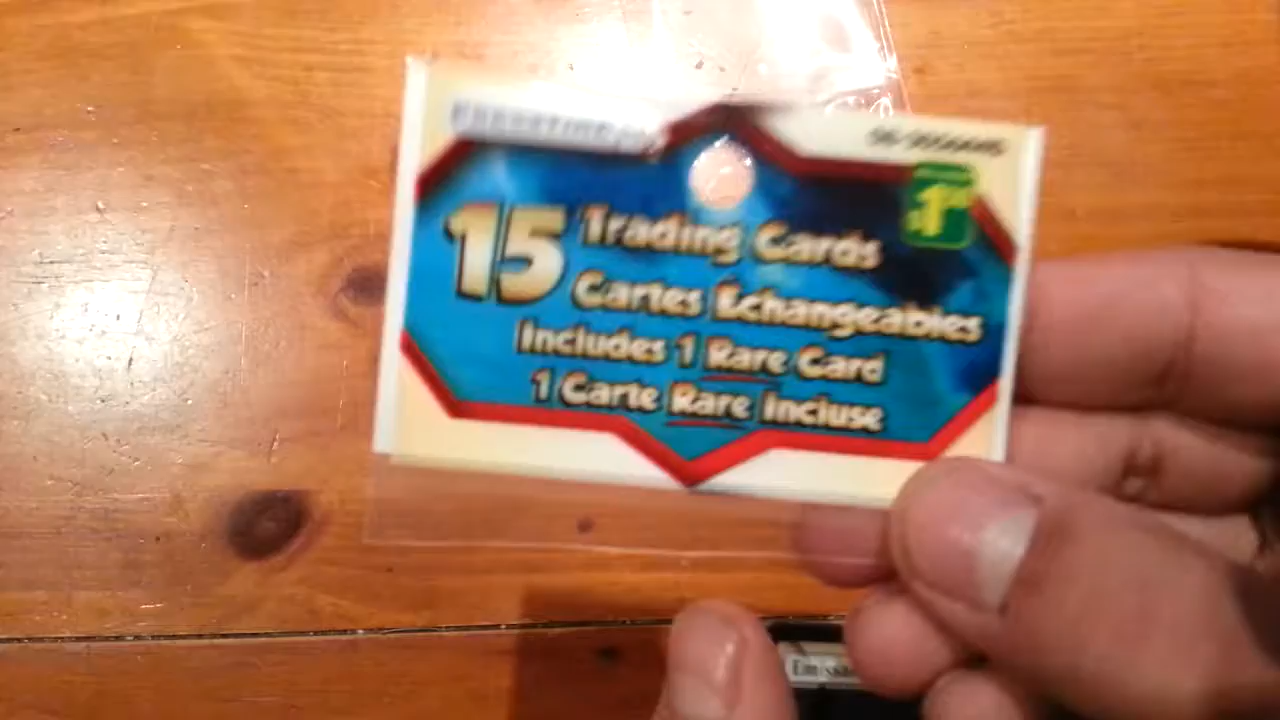 15 Trading Cards
Cartes Échangeables
Includes 1 Rare Card
1 Carte Rare Incluse